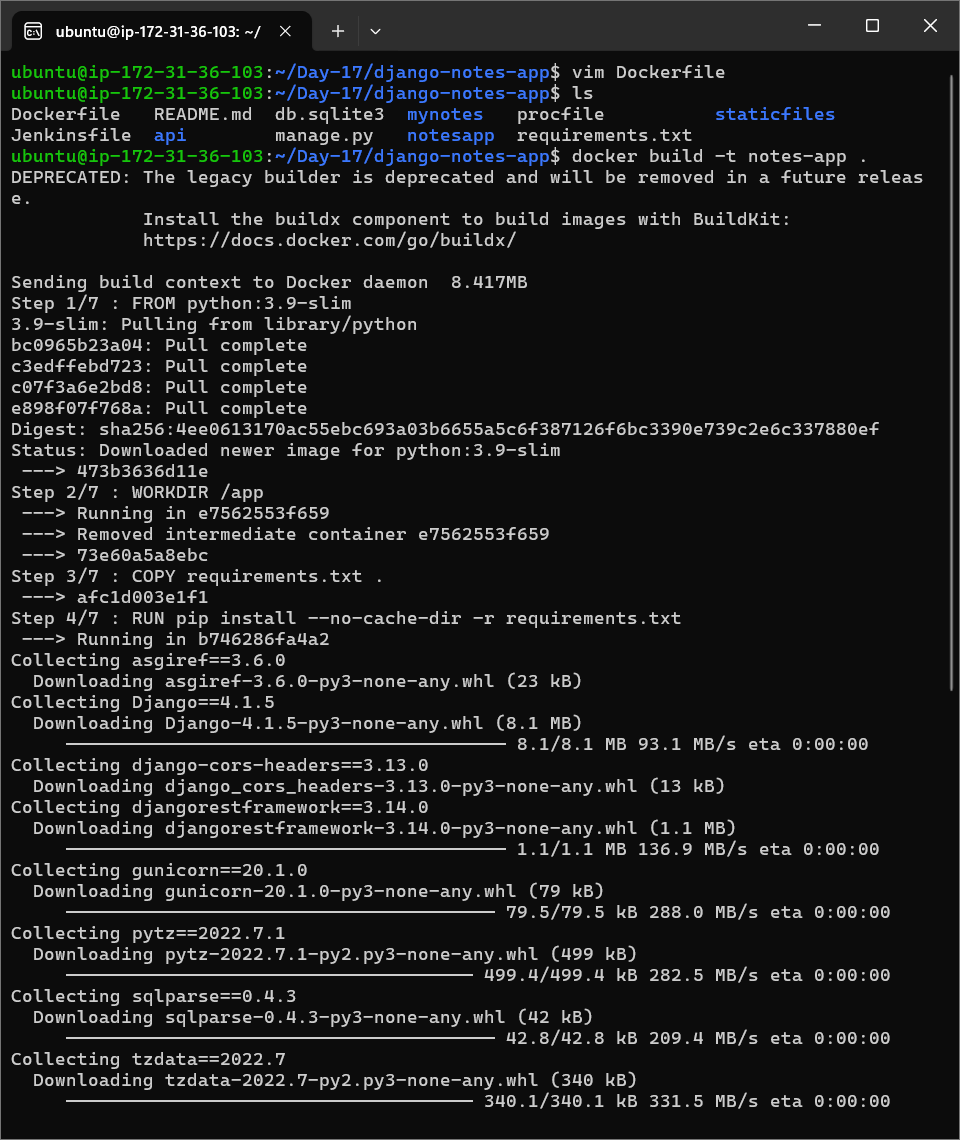 ubuntu@ip-172-31-36-103: ~/
ubuntu@ip-172-31-36-103:~/Day-17/django-notes-app$ vim Dockerfile
ubuntu@ip-172-31-36-103:~/Day-17/django-notes-app$ ls
Dockerfile   README.md  db.sqlite3  mynotes   procfile          staticfiles
Jenkinsfile  api        manage.py   notesapp  requirements.txt
ubuntu@ip-172-31-36-103:~/Day-17/django-notes-app$ docker build -t notes-app .
DEPRECATED: The legacy builder is deprecated and will be removed in a future releas
e.
            Install the buildx component to build images with BuildKit:
            https://docs.docker.com/go/buildx/
Sending build context to Docker daemon  8.417MB
Step 1/7 : FROM python:3.9-slim
3.9-slim: Pulling from library/python
bc0965b23a04: Pull complete
c3edffebd723: Pull complete
c07f3a6e2bd8: Pull complete
e898f07f768a: Pull complete
Digest: sha256:4ee0613170ac55ebc693a03b6655a5c6f387126f6bc3390e739c2e6c337880ef
Status: Downloaded newer image for python:3.9-slim
 ---> 473b3636d11e
Step 2/7 : WORKDIR /app
 ---> Running in e7562553f659
 ---> Removed intermediate container e7562553f659
 ---> 73e60a5a8ebc
Step 3/7 : COPY requirements.txt .
 ---> afc1d003e1f1
Step 4/7 : RUN pip install --no-cache-dir -r requirements.txt
 ---> Running in b746286fa4a2
Collecting asgiref==3.6.0
  Downloading asgiref-3.6.0-py3-none-any.whl (23 kB)
Collecting Django==4.1.5
  Downloading Django-4.1.5-py3-none-any.whl (8.1 MB)
8.1/8.1 MB 93.1 MB/s eta 0:00:00
Collecting django-cors-headers==3.13.0
  Downloading django_cors_headers-3.13.0-py3-none-any.whl (13 kB)
Collecting djangorestframework==3.14.0
  Downloading djangorestframework-3.14.0-py3-none-any.whl (1.1 MB)
1.1/1.1 MB 136.9 MB/s eta 0:00:00
Collecting gunicorn==20.1.0
  Downloading gunicorn-20.1.0-py3-none-any.whl (79 kB)
79.5/79.5 kB 288.0 MB/s eta 0:00:00
Collecting pytz==2022.7.1
  Downloading pytz-2022.7.1-py2.py3-none-any.whl (499 kB)
499.4/499.4 kB 282.5 MB/s eta 0:00:00
Collecting sqlparse==0.4.3
  Downloading sqlparse-0.4.3-py3-none-any.whl (42 kB)
42.8/42.8 kB 209.4 MB/s eta 0:00:00
Collecting tzdata==2022.7
  Downloading tzdata-2022.7-py2.py3-none-any.whl (340 kB)
340.1/340.1 kB 331.5 MB/s eta 0:00:00